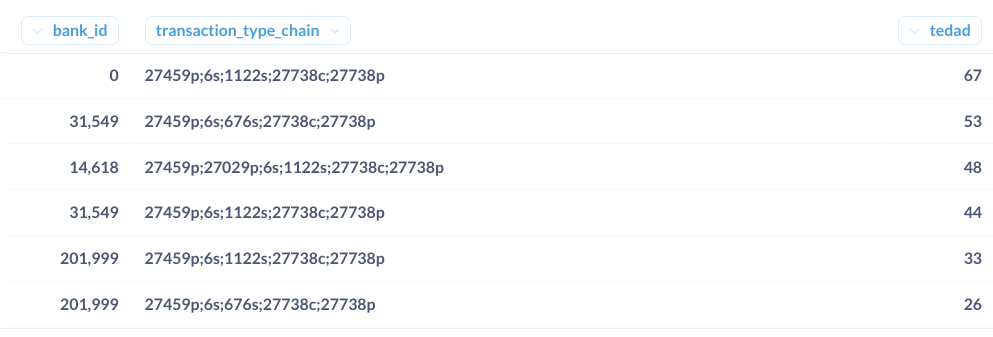 bank_id transaction_type_chain tedad
0 27459p;6s;1122s;27738c;27738p 67
31,549 27459p;6s;676s;27738c;27738p 53
14,618 27459p;27029p;6s;1122s;27738c;27738p 48
31,549 27459p;6s;1122s;27738c;27738p 44
201,999 27459p;6s;1122s;27738c;27738p 33
201,999 27459p;6s;676s;27738c;27738p 26